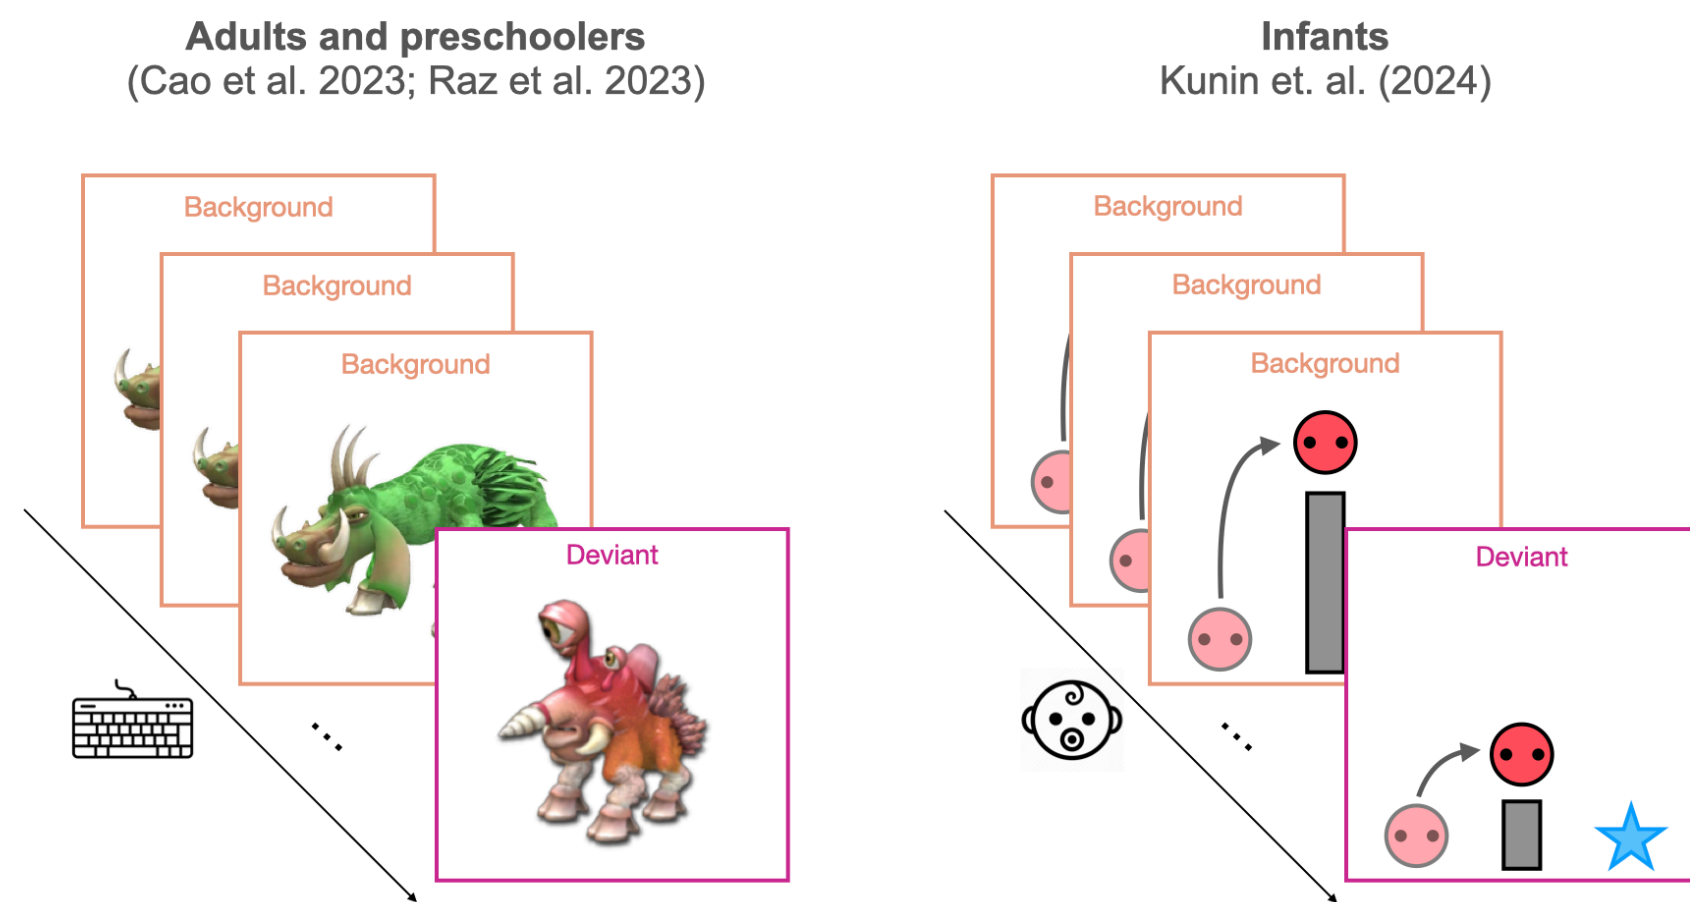 Adults and preschoolers
(Cao et al. 2023; Raz et al. 2023)
Background
Background
Background
Deviant
Infants
Kunin et. al. (2024)
Background
Background
Background
Deviant